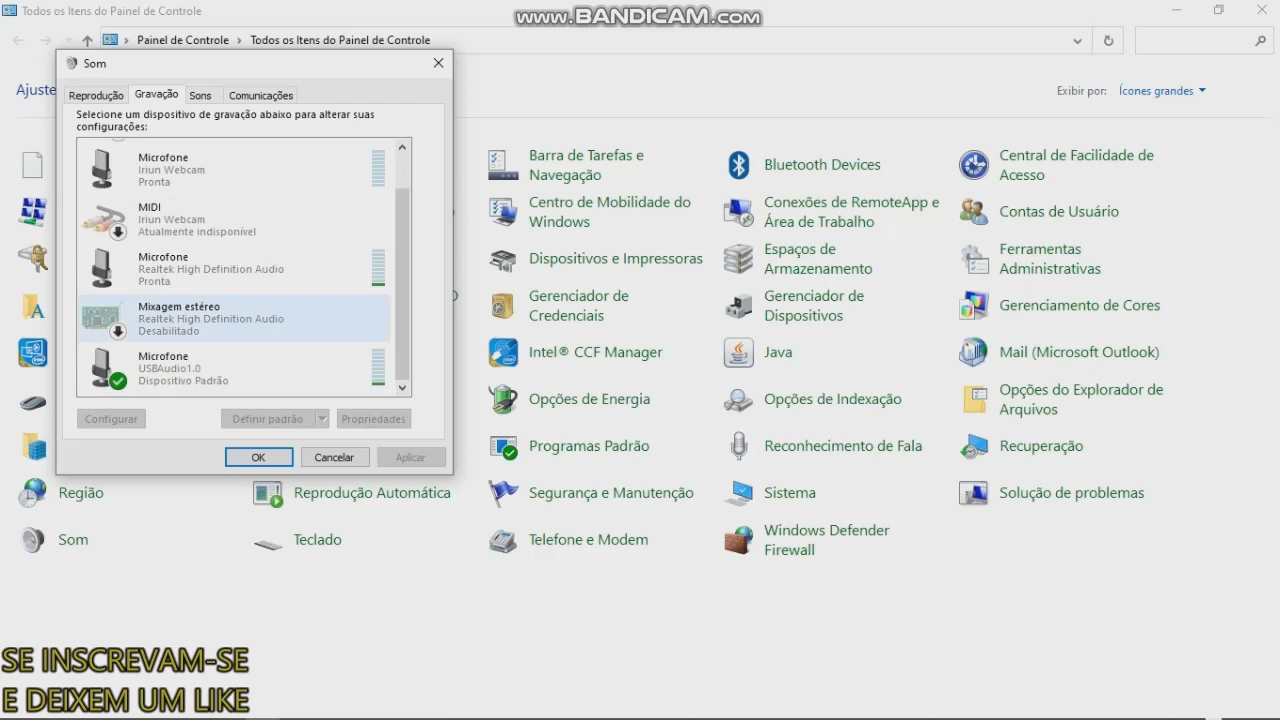 Todos os Itens do Painel de Controle
www.BANDICAM.com
Painel de Controle › Todos os Itens do Painel de Controle
Som
Reprodução Gravação Sons Comunicações
Selecione um dispositivo de gravação abaixo para alterar suas
configurações:
Microfone
Iriun Webcam
Pronta
MIDI
Iriun Webcam
Atualmente indisponível
Microfone
Realtek High Definition Audio
Pronta
Mixagem estéreo
Realtek High Definition Audio
Desabilitado
Microfone
USBAudio1.0
Dispositivo Padrão
Configurar Definir padrão Propriedades
OK Cancelar Aplicar
Ajuste
Exibir por: Ícones grandes
Barra de Tarefas e
Navegação
Bluetooth Devices
Central de Facilidade de
Acesso
Centro de Mobilidade do
Windows
Conexões de RemoteApp e
Área de Trabalho
Contas de Usuário
Dispositivos e Impressoras
Espaços de
Armazenamento
Ferramentas
Administrativas
Gerenciador de
Credenciais
Gerenciador de
Dispositivos
Gerenciamento de Cores
Intel® CCF Manager
Java
Mail (Microsoft Outlook)
Opções de Energia
Opções de Indexação
Opções do Explorador de
Arquivos
Programas Padrão
Reconhecimento de Fala
Recuperação
Região
Reprodução Automática
Segurança e Manutenção
Sistema
Solução de problemas
Som
Teclado
Telefone e Modem
Windows Defender
Firewall
SE INSCREVAM-SE
E DEIXEM UM LIKE